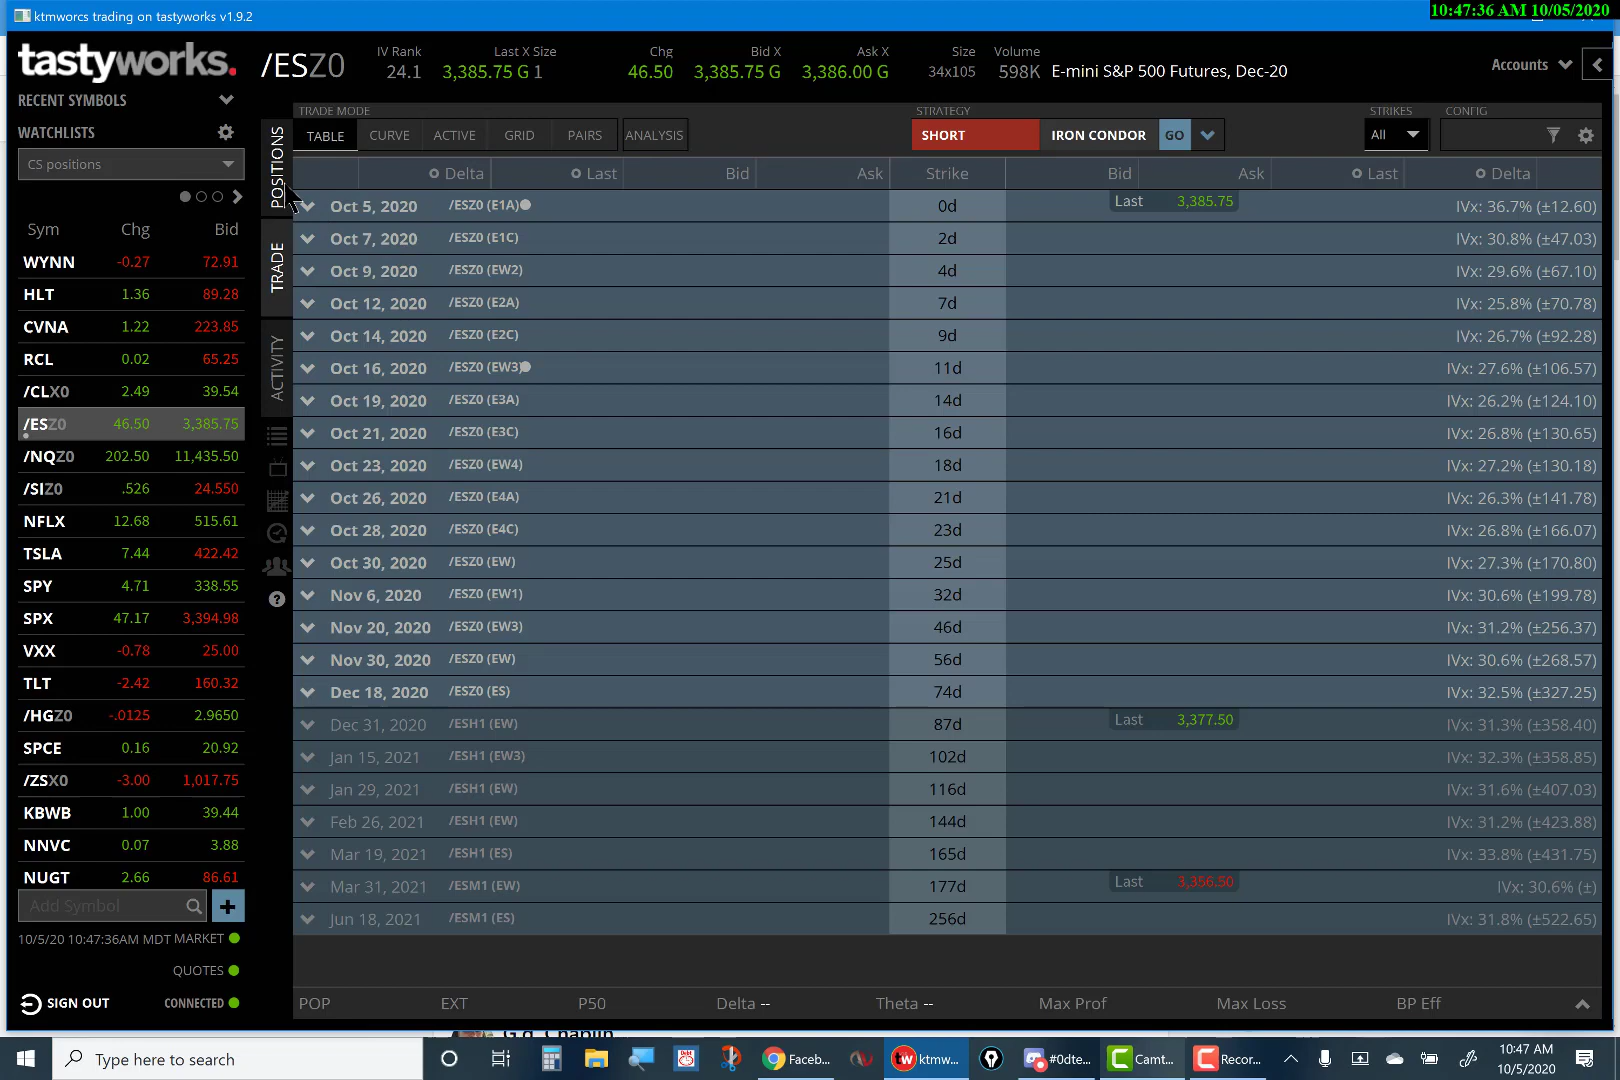 ktmworcs trading on tastyworks v1.9.2
10:47:36 AM 10/05/2020
tastyworks.
/ESZ0
IV Rank
24.1
Last X Size
3,385.75 G 1
Chg
46.50
Bid X
3,385.75 G
Ask X
3,386.00 G
Size
34x105
Volume
598K
E-mini S&P 500 Futures, Dec-20
Accounts
RECENT SYMBOLS
WATCHLISTS
CS positions
Sym Chg Bid
WYNN -0.27 72.91
HLT 1.36 89.28
CVNA 1.22 223.85
RCL 0.02 65.25
/CLX0 2.49 39.54
/ESZ0 46.50 3,385.75
/NQZ0 202.50 11,435.50
/SIZ0 .526 24.550
NFLX 12.68 515.61
TSLA 7.44 422.42
SPY 4.71 338.55
SPX 47.17 3,394.98
VXX -0.78 25.00
TLT -2.42 160.32
/HGZ0 -.0125 2.9650
SPCE 0.16 20.92
/ZSX0 -3.00 1,017.75
KBWB 1.00 39.44
NNVC 0.07 3.88
NUGT 2.66 86.61
Add Symbol
10/5/20 10:47:36AM MDT MARKET
QUOTES
SIGN OUT CONNECTED
POSITIONS
TRADE
ACTIVITY
TRADE MODE
TABLE CURVE ACTIVE GRID PAIRS ANALYSIS
STRATEGY
SHORT IRON CONDOR GO
STRIKES
All
CONFIG
Delta Last Bid Ask Strike Bid Ask Last Delta
Oct 5, 2020 /ESZ0 (E1A) 0d Last 3,385.75 IVx: 36.7% (±12.60)
Oct 7, 2020 /ESZ0 (E1C) 2d IVx: 30.8% (±47.03)
Oct 9, 2020 /ESZ0 (EW2) 4d IVx: 29.6% (±67.10)
Oct 12, 2020 /ESZ0 (E2A) 7d IVx: 25.8% (±70.78)
Oct 14, 2020 /ESZ0 (E2C) 9d IVx: 26.7% (±92.28)
Oct 16, 2020 /ESZ0 (EW3) 11d IVx: 27.6% (±106.57)
Oct 19, 2020 /ESZ0 (E3A) 14d IVx: 26.2% (±124.10)
Oct 21, 2020 /ESZ0 (E3C) 16d IVx: 26.8% (±130.65)
Oct 23, 2020 /ESZ0 (EW4) 18d IVx: 27.2% (±130.18)
Oct 26, 2020 /ESZ0 (E4A) 21d IVx: 26.3% (±141.78)
Oct 28, 2020 /ESZ0 (E4C) 23d IVx: 26.8% (±166.07)
Oct 30, 2020 /ESZ0 (EW) 25d IVx: 27.3% (±170.80)
Nov 6, 2020 /ESZ0 (EW1) 32d IVx: 30.6% (±199.78)
Nov 20, 2020 /ESZ0 (EW3) 46d IVx: 31.2% (±256.37)
Nov 30, 2020 /ESZ0 (EW) 56d IVx: 30.6% (±268.57)
Dec 18, 2020 /ESZ0 (ES) 74d IVx: 32.5% (±327.25)
Dec 31, 2020 /ESH1 (EW) 87d Last 3,377.50 IVx: 31.3% (±358.40)
Jan 15, 2021 /ESH1 (EW3) 102d IVx: 32.3% (±358.85)
Jan 29, 2021 /ESH1 (EW) 116d IVx: 31.6% (±407.03)
Feb 26, 2021 /ESH1 (EW) 144d IVx: 31.2% (±423.88)
Mar 19, 2021 /ESH1 (ES) 165d IVx: 33.8% (±431.75)
Mar 31, 2021 /ESM1 (EW) 177d Last 3,356.50 IVx: 30.6% (±)
Jun 18, 2021 /ESM1 (ES) 256d IVx: 31.8% (±522.65)
POP EXT P50 Delta -- Theta -- Max Prof Max Loss BP Eff
G.d. Chaplin
Type here to search
Debt
Faceb...
ktmw...
#0dte...
Camt...
Recor...
10:47 AM
10/5/2020